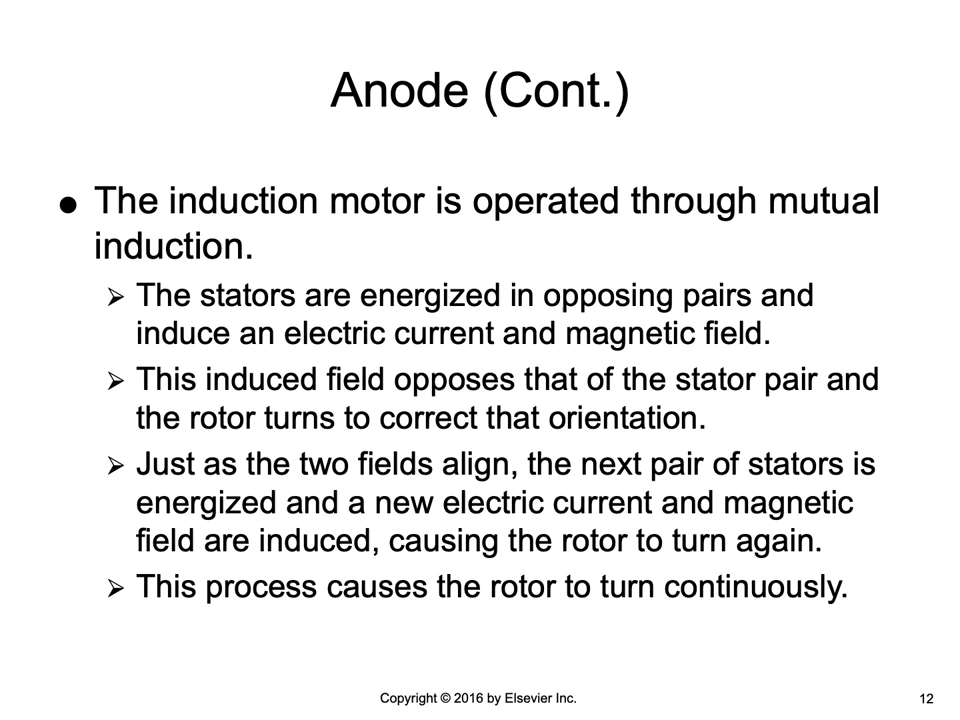 Anode (Cont.)
● The induction motor is operated through mutual
induction.
➢ The stators are energized in opposing pairs and
induce an electric current and magnetic field.
➢ This induced field opposes that of the stator pair and
the rotor turns to correct that orientation.
➢ Just as the two fields align, the next pair of stators is
energized and a new electric current and magnetic
field are induced, causing the rotor to turn again.
➢ This process causes the rotor to turn continuously.
Copyright © 2016 by Elsevier Inc.
12